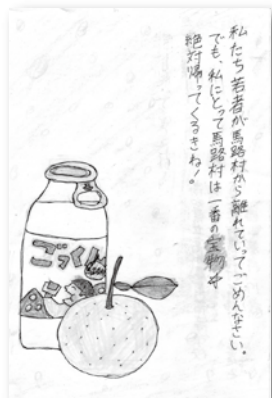 私たち若者が馬路村から離れていって、ごめんなさい。
でも、私にとって馬路村は一番の宝物や
絶対帰ってくるきね！。
ごっくん